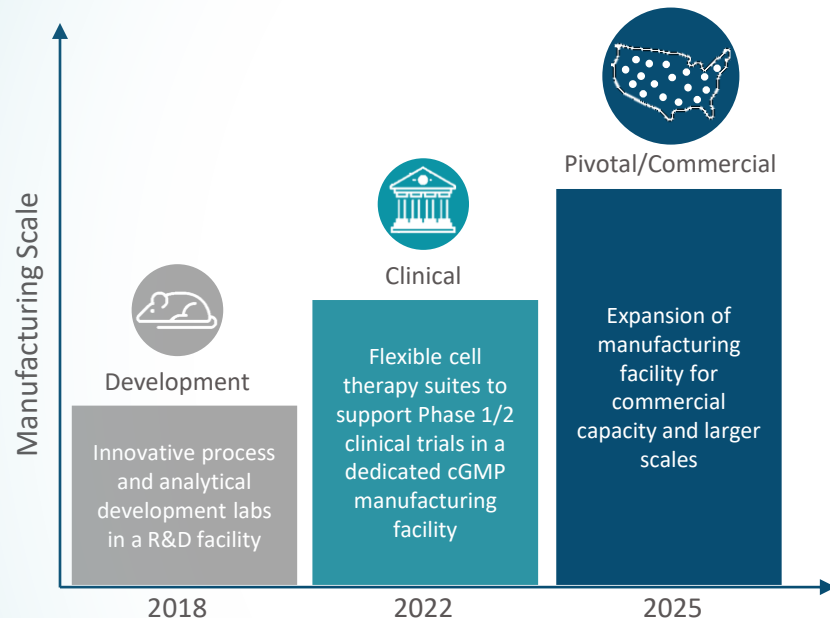 Manufacturing Scale
Development
Innovative process
and analytical
development labs
in a R&D facility
2018
Clinical
Flexible cell
therapy suites to
support Phase 1/2
clinical trials in a
dedicated cGMP
manufacturing
facility
2022
Pivotal/Commercial
Expansion of
manufacturing
facility for
commercial
capacity and larger
scales
2025